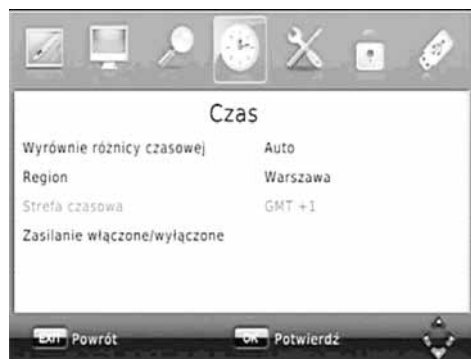 Czas
Wyrównie różnicy czasowej Auto
Region Warszawa
Strefa czasowa GMT +1
Zasilanie włączone/wyłączone
EXIT Powrót OK Potwierdź